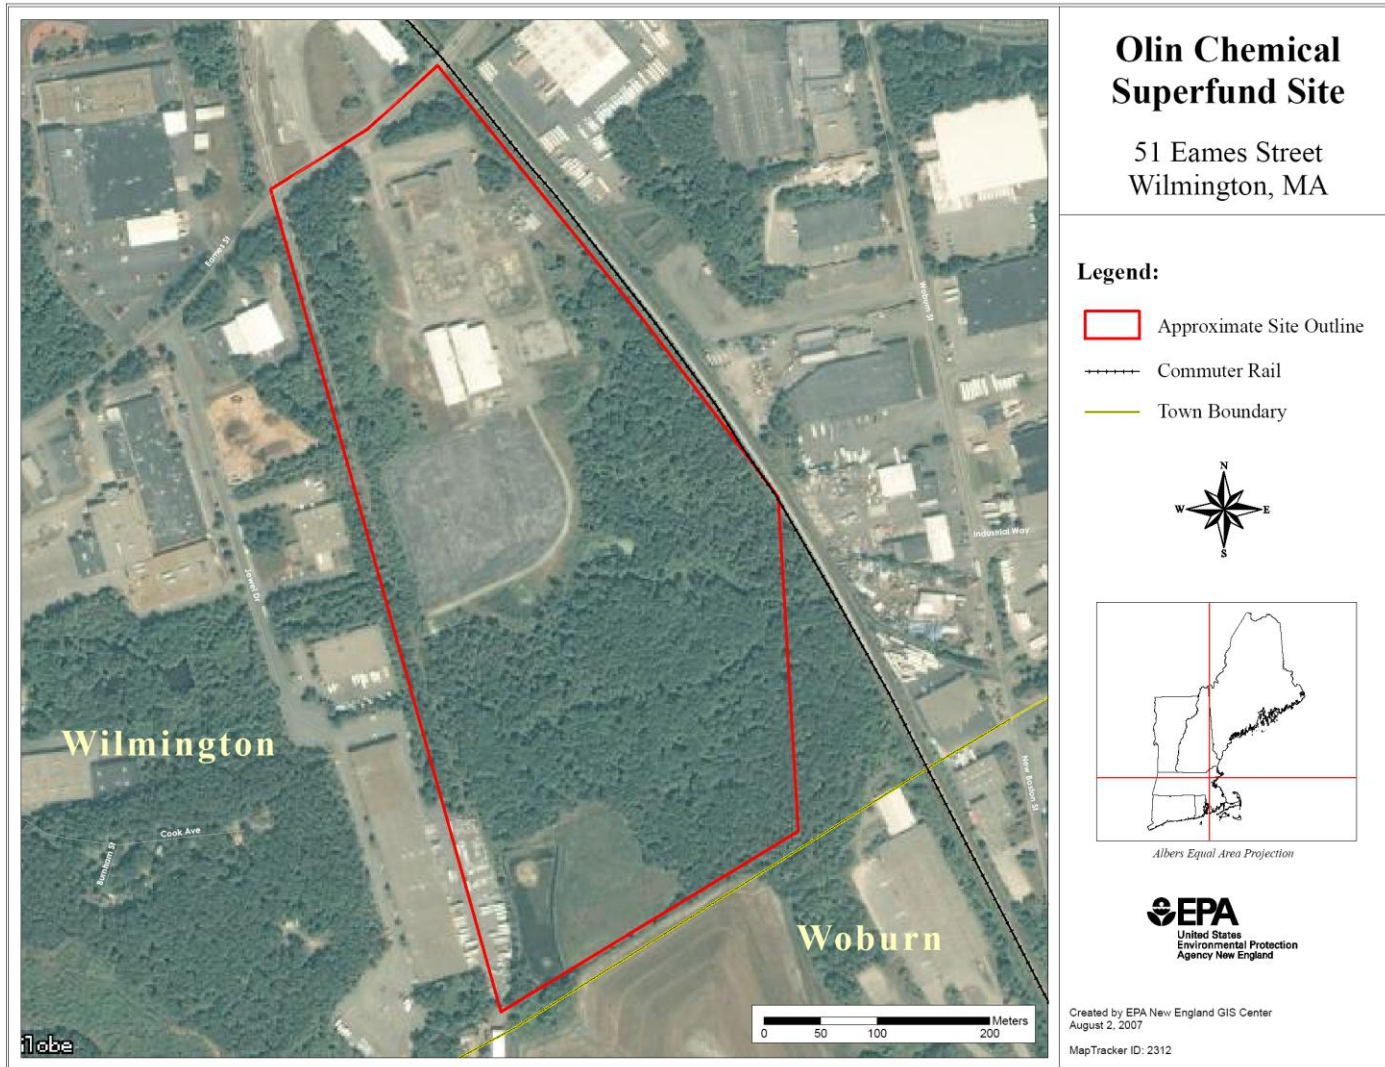 Olin Chemical
Superfund Site
51 Eames Street
Wilmington, MA
Legend:
Approximate Site Outline
Commuter Rail
Town Boundary
N
W E
S
Albers Equal Area Projection
EPA
United States
Environmental Protection
Agency New England
Created by EPA New England GIS Center
August 2, 2007
MapTracker ID: 2312
Eames St
Woburn St
Industrial Way
Jewel Dr
Wilmington
New Boston St
Cook Ave
Burnham St
Woburn
Meters
0 50 100 200